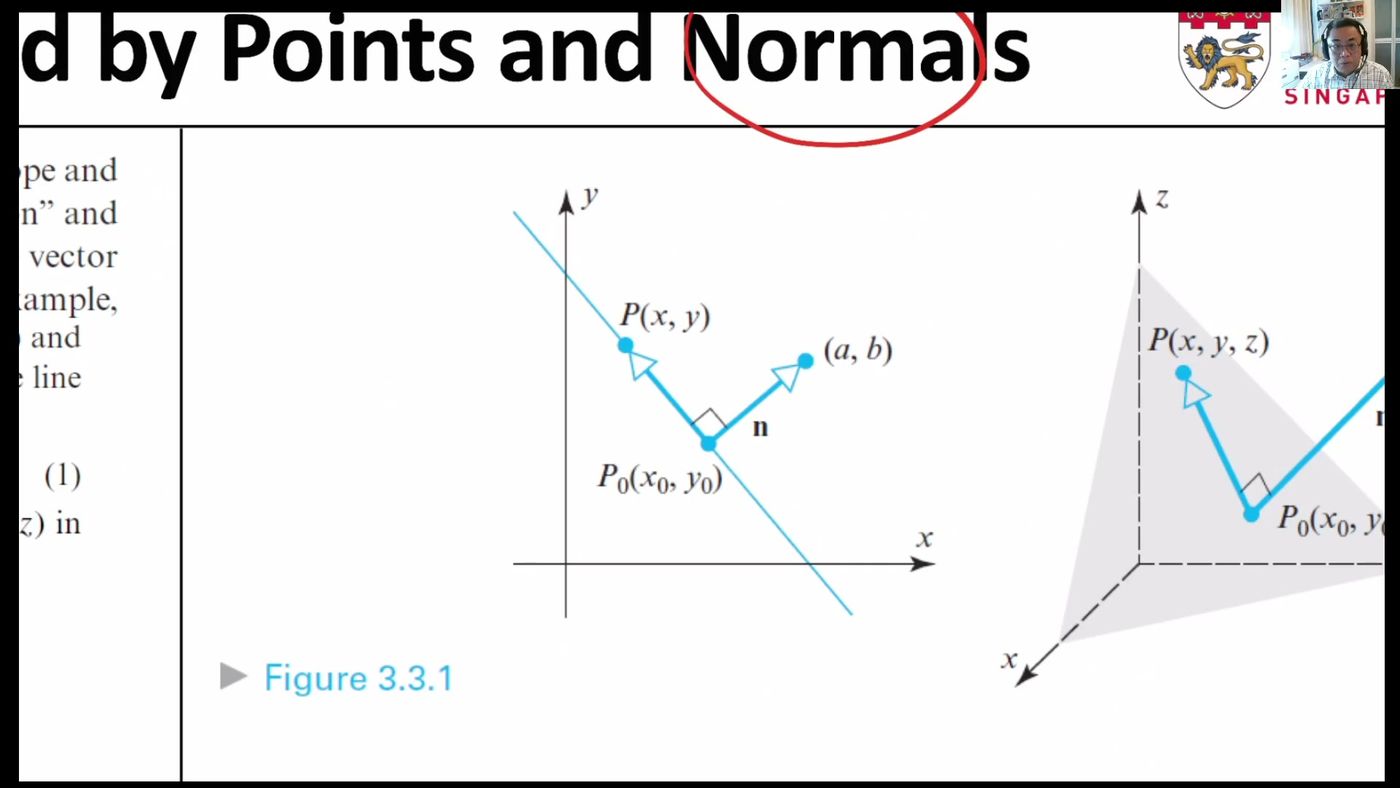 d by Points and Normals
SINGAP
pe and
n” and
vector
ample,
and
line
(1)
z) in
y
P(x, y)
(a, b)
n
P0(x0, y0)
x
Figure 3.3.1
z
P(x, y, z)
P0(x0, y
x